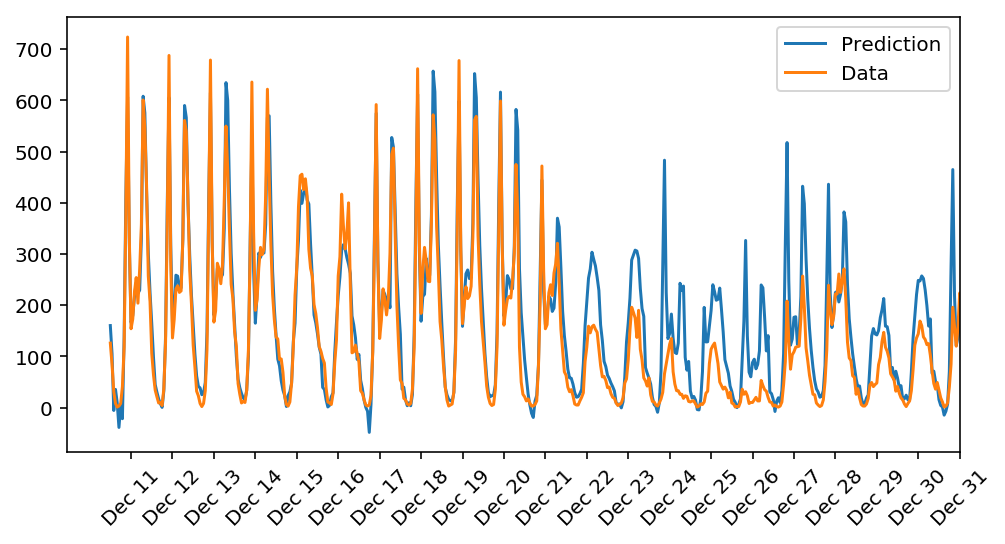 Prediction
Data
700
600
500
400
300
200
100
0
Dec 11
Dec 12
Dec 13
Dec 14
Dec 15
Dec 16
Dec 17
Dec 18
Dec 19
Dec 20
Dec 21
Dec 22
Dec 23
Dec 24
Dec 25
Dec 26
Dec 27
Dec 28
Dec 29
Dec 30
Dec 31